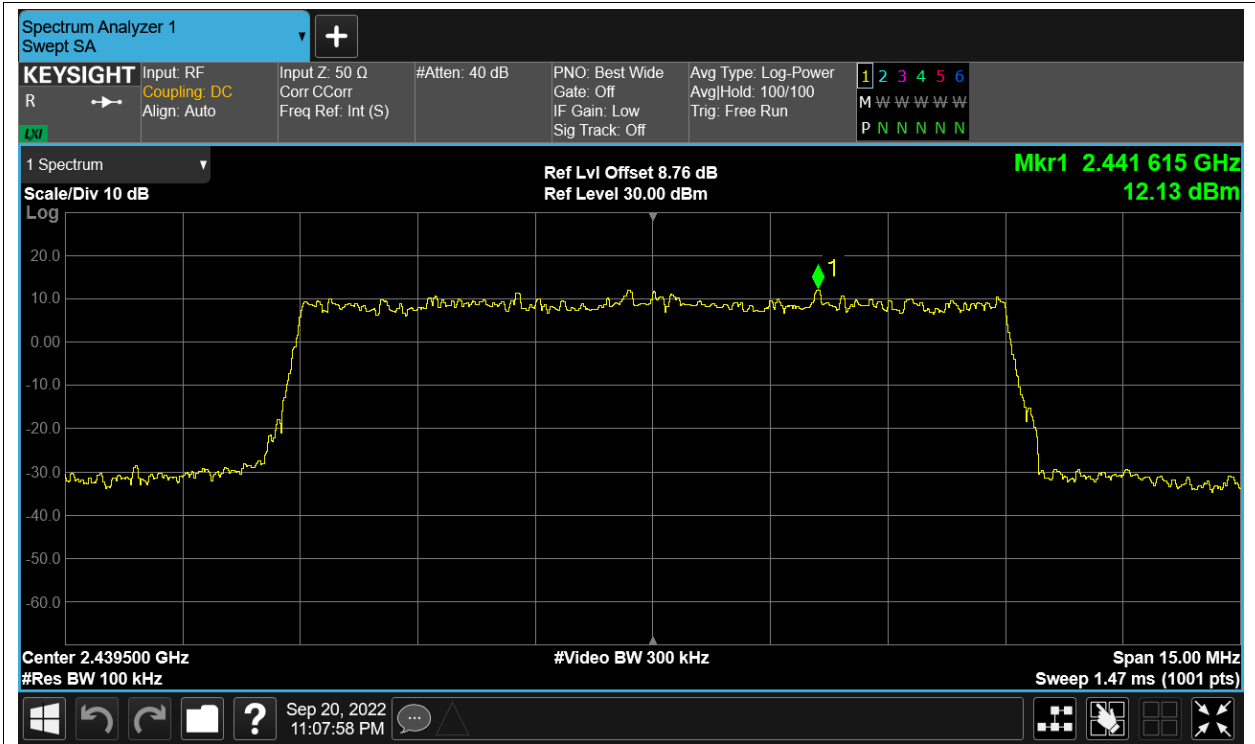 Spectrum Analyzer 1
Swept SA
KEYSIGHT
R
LXI
Input: RF
Coupling: DC
Align: Auto
Input Z: 50 Ω
Corr CCorr
Freq Ref: Int (S)
#Atten: 40 dB
PNO: Best Wide
Gate: Off
IF Gain: Low
Sig Track: Off
Avg Type: Log-Power
Avg|Hold: 100/100
Trig: Free Run
1 2 3 4 5 6
M W W W W W
P N N N N N
1 Spectrum
Scale/Div 10 dB
Log
Ref Lvl Offset 8.76 dB
Ref Level 30.00 dBm
Mkr1 2.441 615 GHz
12.13 dBm
1
20.0
10.0
0.00
-10.0
-20.0
-30.0
-40.0
-50.0
-60.0
Center 2.439500 GHz
#Res BW 100 kHz
#Video BW 300 kHz
Span 15.00 MHz
Sweep 1.47 ms (1001 pts)
?
Sep 20, 2022
11:07:58 PM